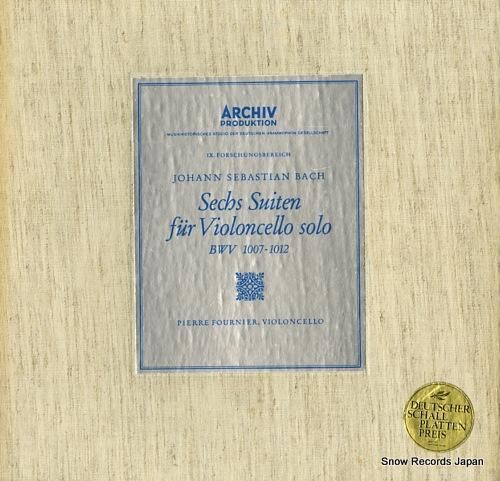 ARCHIV
PRODUKTION
MUSIKHISTORISCHES STUDIO DER DEUTSCHEN GRAMMOPHON GESELLSCHAFT
IX. FORSCHUNGSBEREICH
JOHANN SEBASTIAN BACH
Sechs Suiten
für Violoncello solo
BWV 1007-1012
PIERRE FOURNIER, VIOLONCELLO
DEUTSCHER
SCHALL
PLATTEN
PREIS
Snow Records Japan